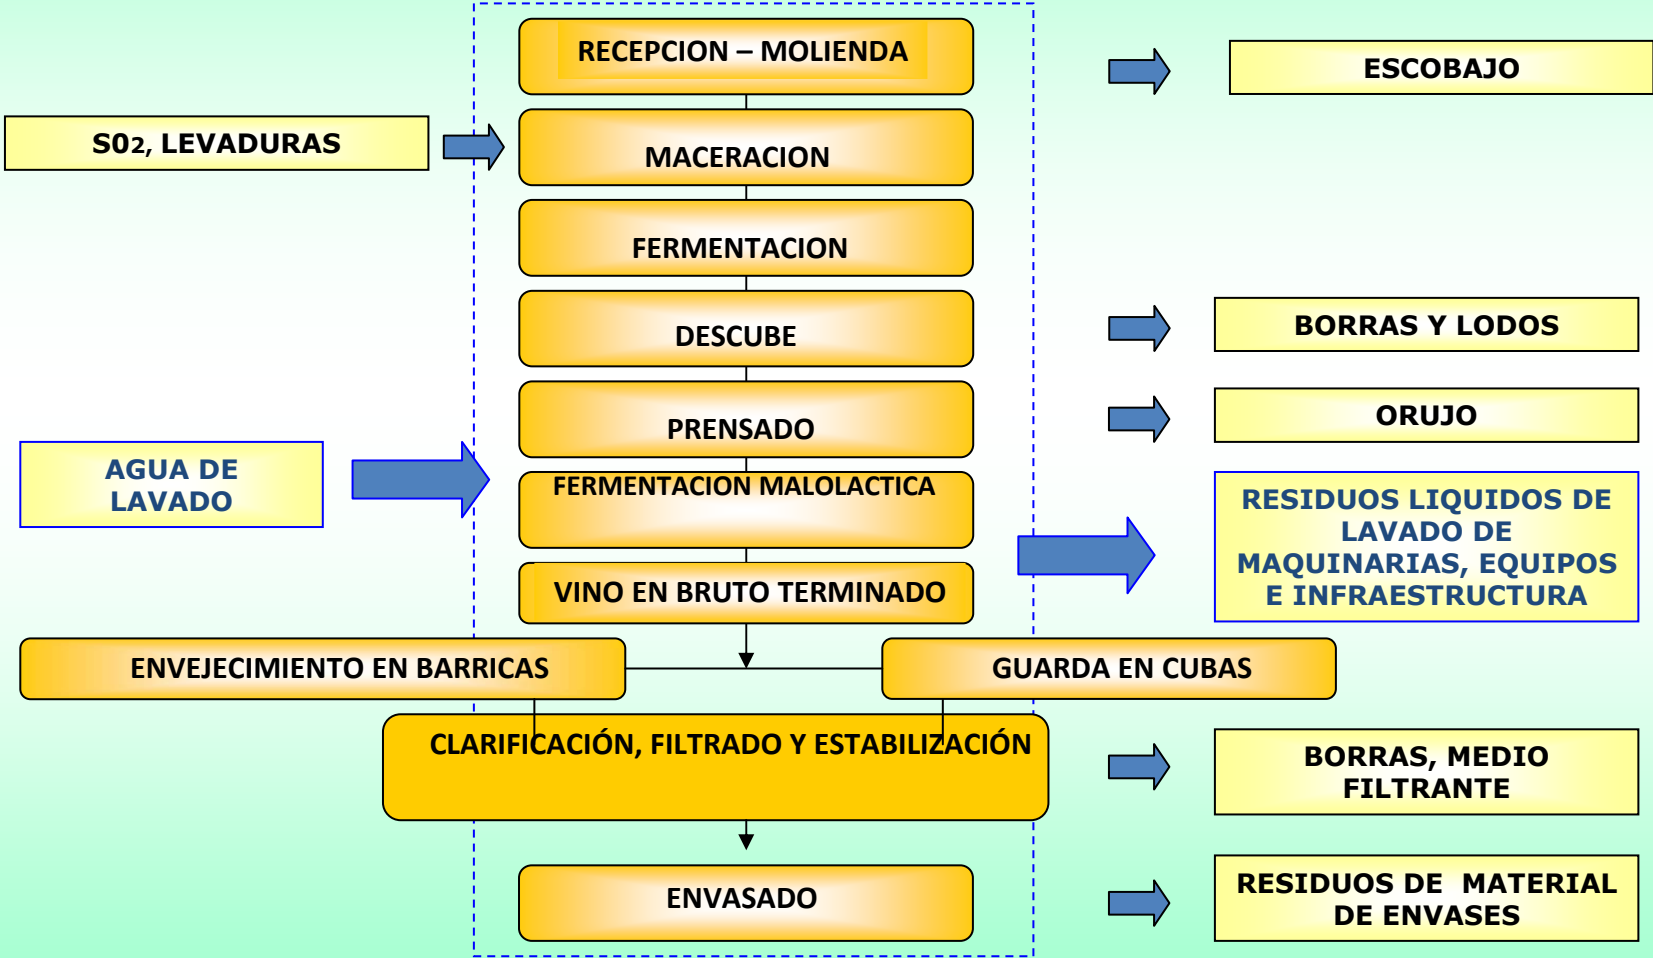 RECEPCION – MOLIENDA
ESCOBAJO
S02, LEVADURAS
MACERACION
FERMENTACION
DESCUBE
BORRAS Y LODOS
PRENSADO
ORUJO
AGUA DE
LAVADO
FERMENTACION MALOLACTICA
RESIDUOS LIQUIDOS DE
LAVADO DE
MAQUINARIAS, EQUIPOS
E INFRAESTRUCTURA
VINO EN BRUTO TERMINADO
ENVEJECIMIENTO EN BARRICAS
GUARDA EN CUBAS
CLARIFICACIÓN, FILTRADO Y ESTABILIZACIÓN
BORRAS, MEDIO
FILTRANTE
ENVASADO
RESIDUOS DE MATERIAL
DE ENVASES